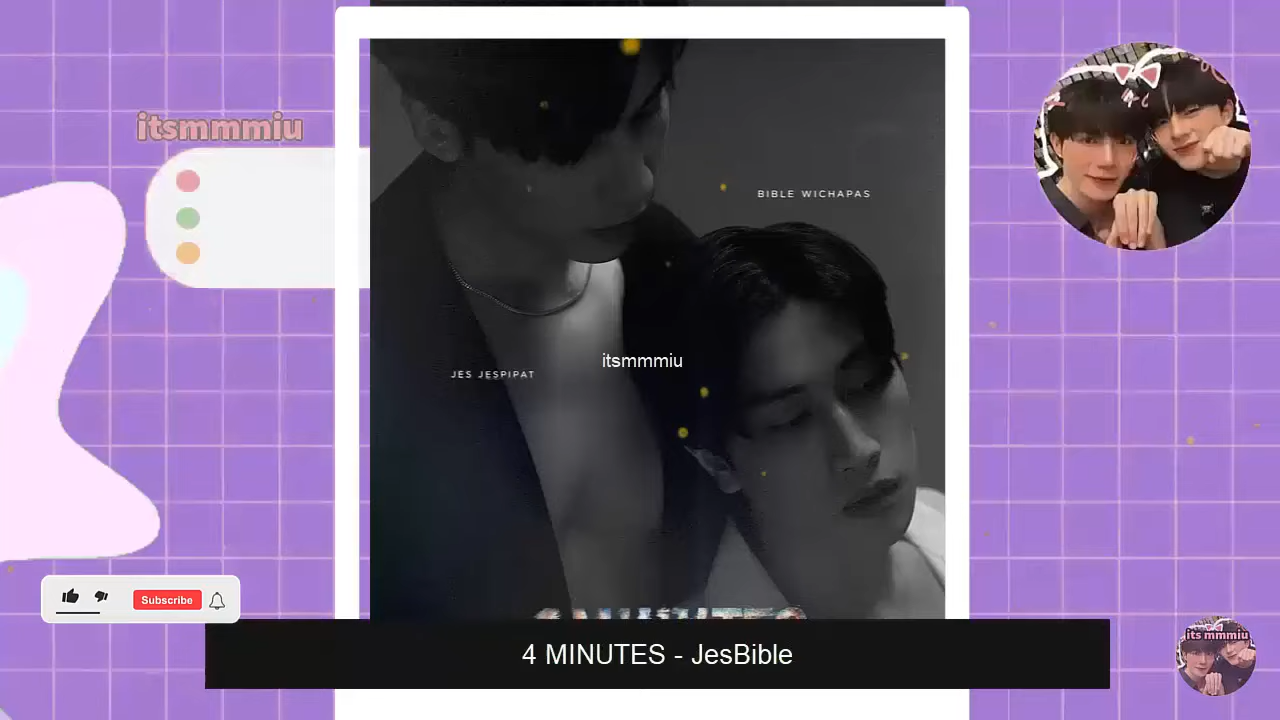 itsmmmiu
BIBLE WICHAPAS
itsmmmiu
JES JESPIPAT
Subscribe
4 MINUTES - JesBible
its mmmiu